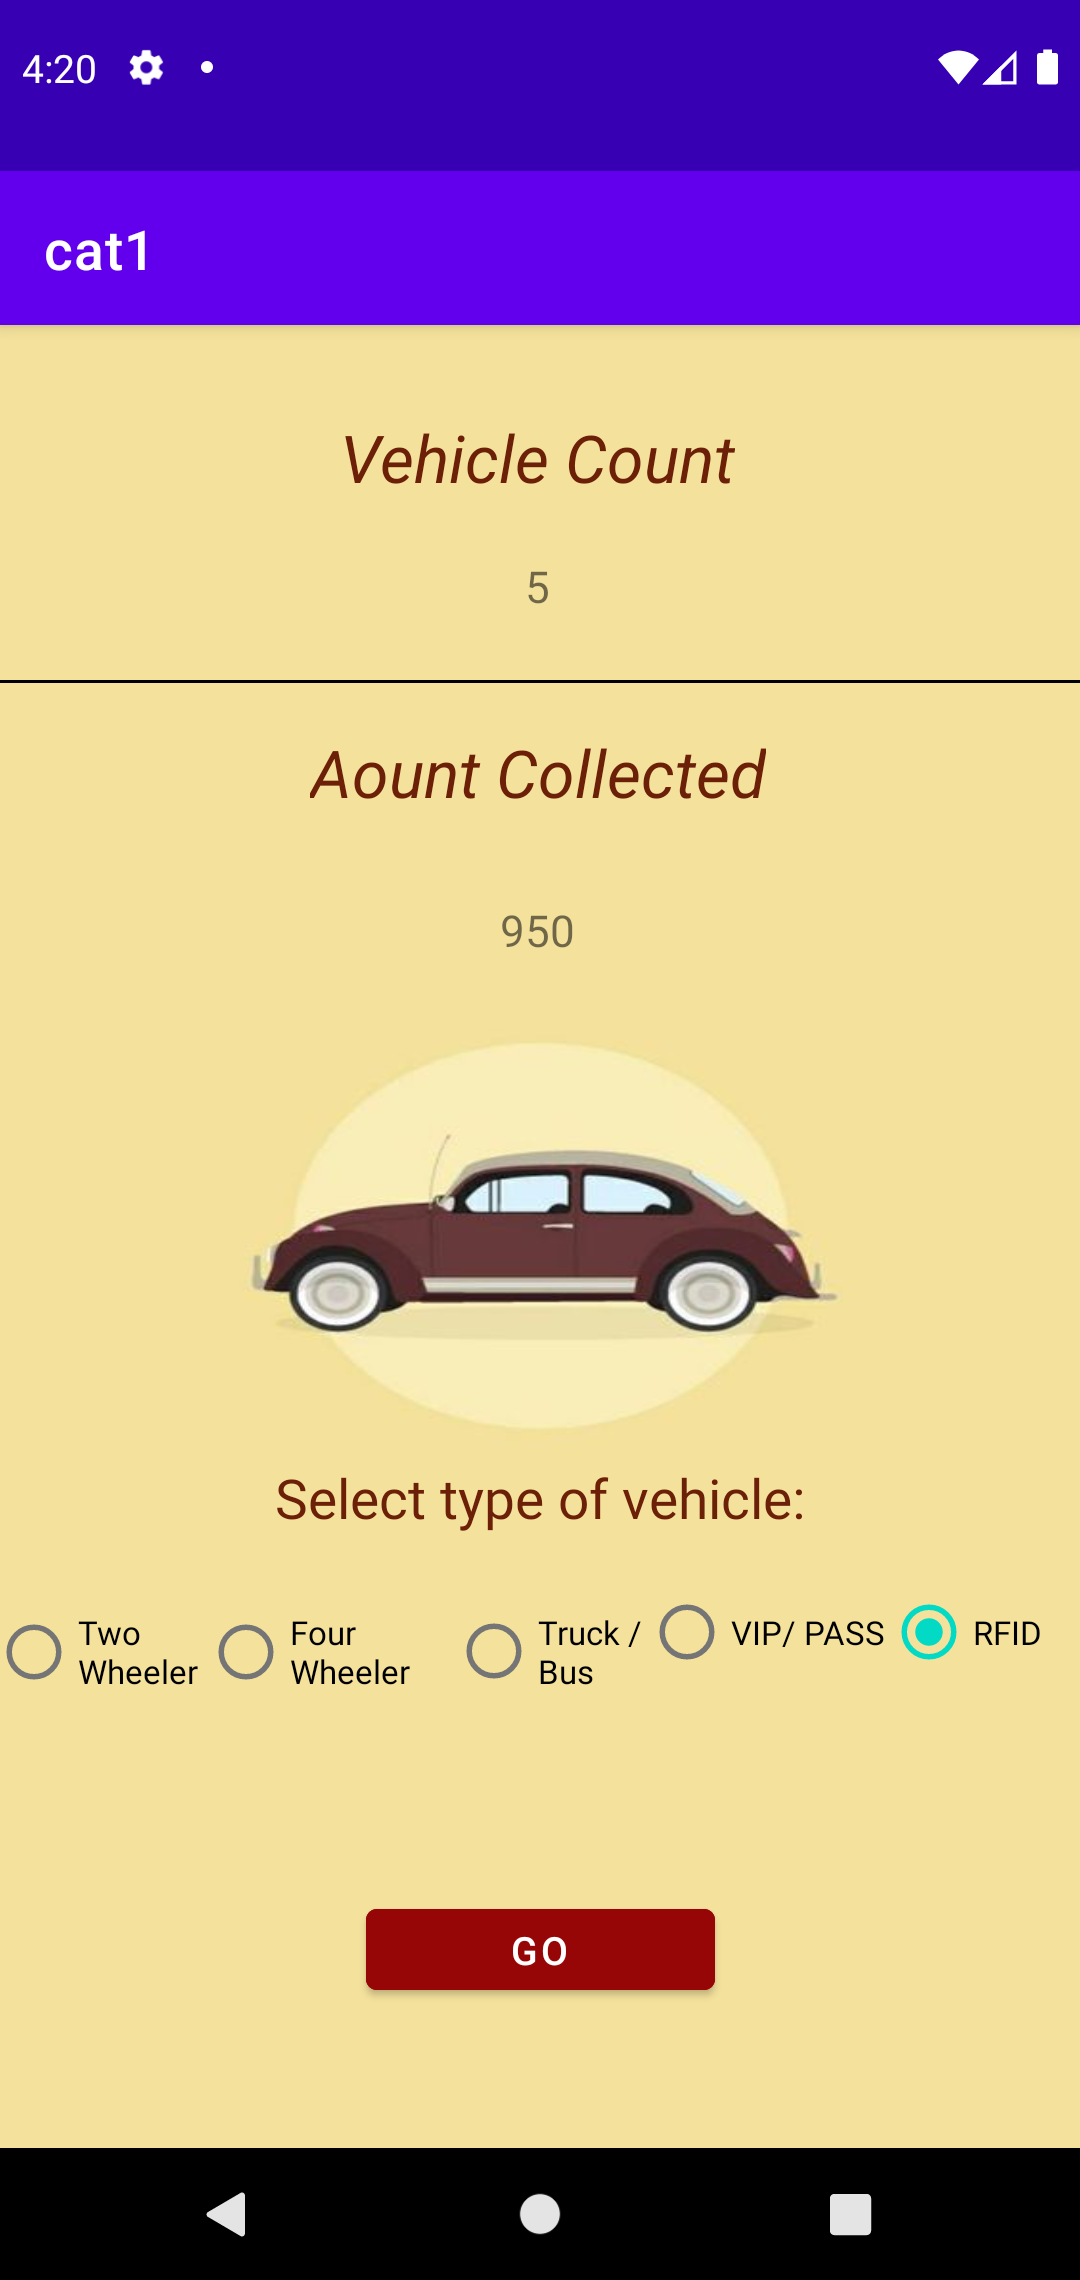 4:20
cat1
Vehicle Count
5
Aount Collected
950
Select type of vehicle:
Two Wheeler
Four Wheeler
Truck / Bus
VIP/ PASS
RFID
GO